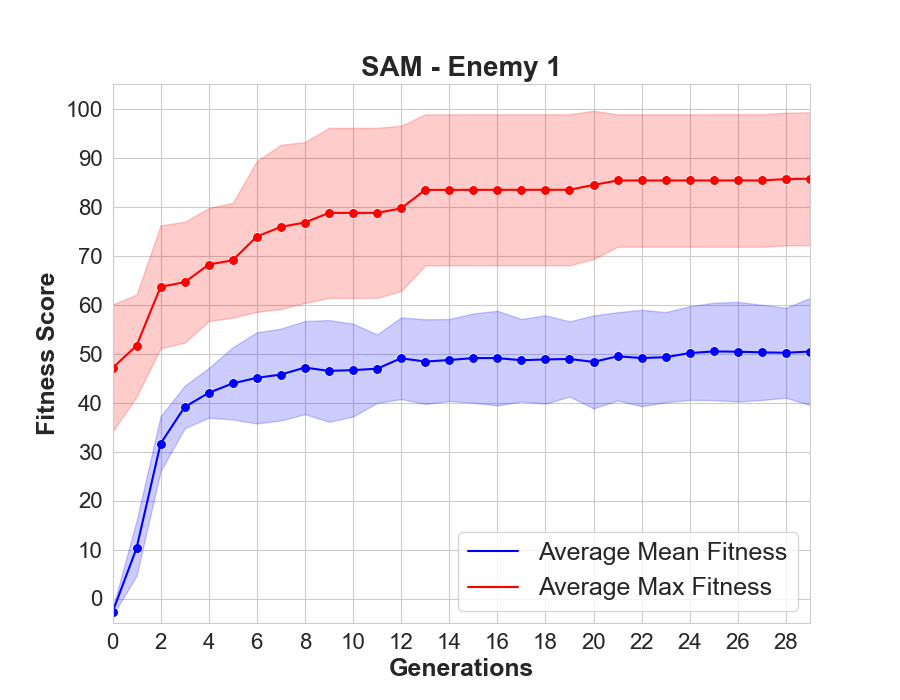 SAM - Enemy 1
100
90
80
70
60
50
40
30
20
10
0
Fitness Score
0 2 4 6 8 10 12 14 16 18 20 22 24 26 28
Generations
Average Mean Fitness
Average Max Fitness